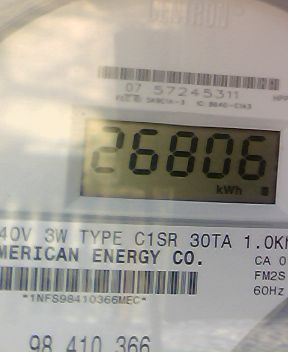 CENTRON
07 57245311
26806
kWh
40V 3W TYPE C1SR 30TA 1.0K
MERICAN ENERGY CO.
CA 0
FM2S
60Hz
*1NFS98410366MEC*
98 410 366